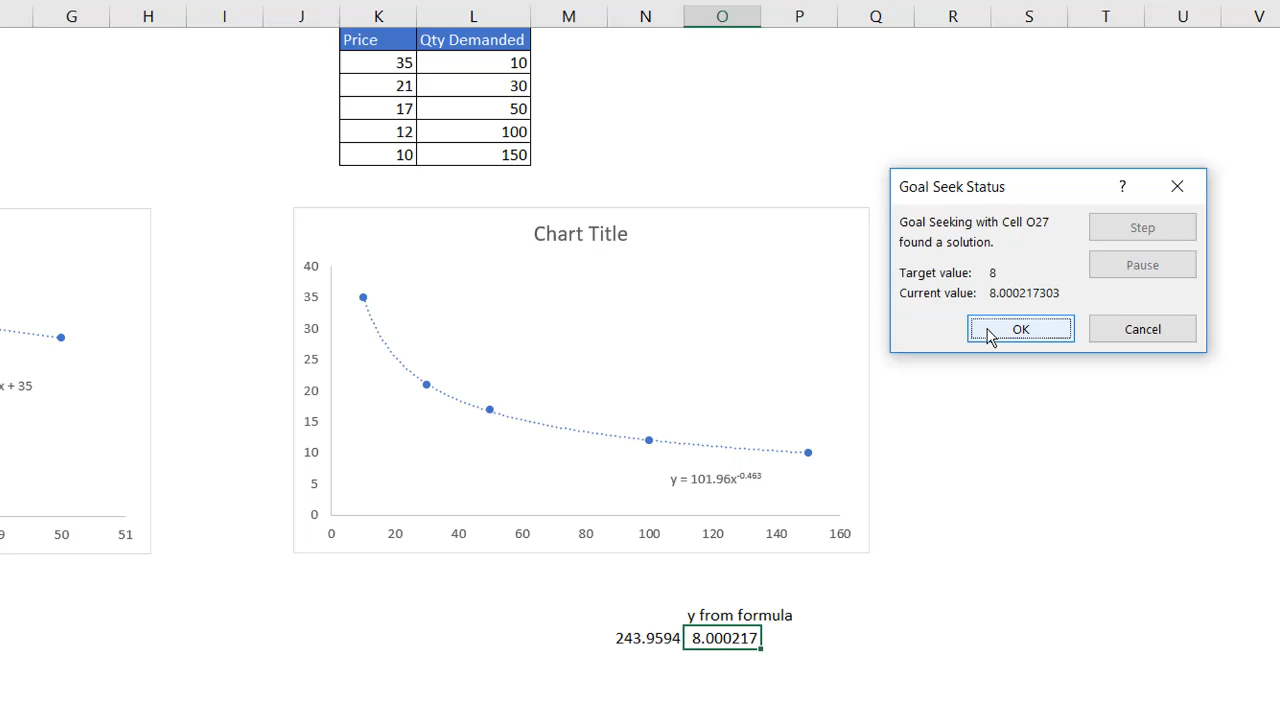 G H I J K L M N O P Q R S T U V
Price Qty Demanded
35 10
21 30
17 50
12 100
10 150
Goal Seek Status ? ×
Goal Seeking with Cell O27
found a solution.
Step
Pause
Target value: 8
Current value: 8.000217303
OK Cancel
x + 35
9 50 51
Chart Title
40
35
30
25
20
15
10
5
0
0 20 40 60 80 100 120 140 160
y = 101.96x^-0.463
y from formula
243.9594 8.000217